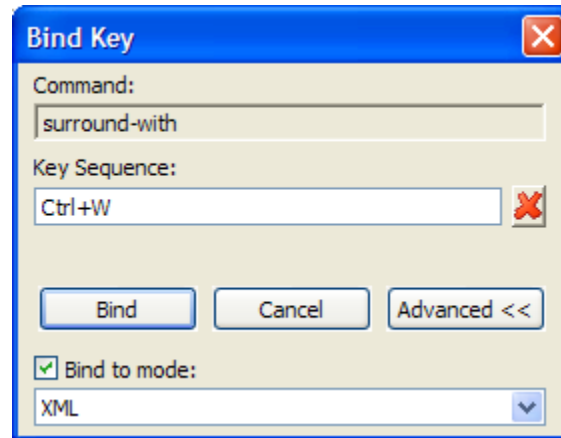 Bind Key
Command:
surround-with
Key Sequence:
Ctrl+W
Bind Cancel Advanced <<
Bind to mode:
XML